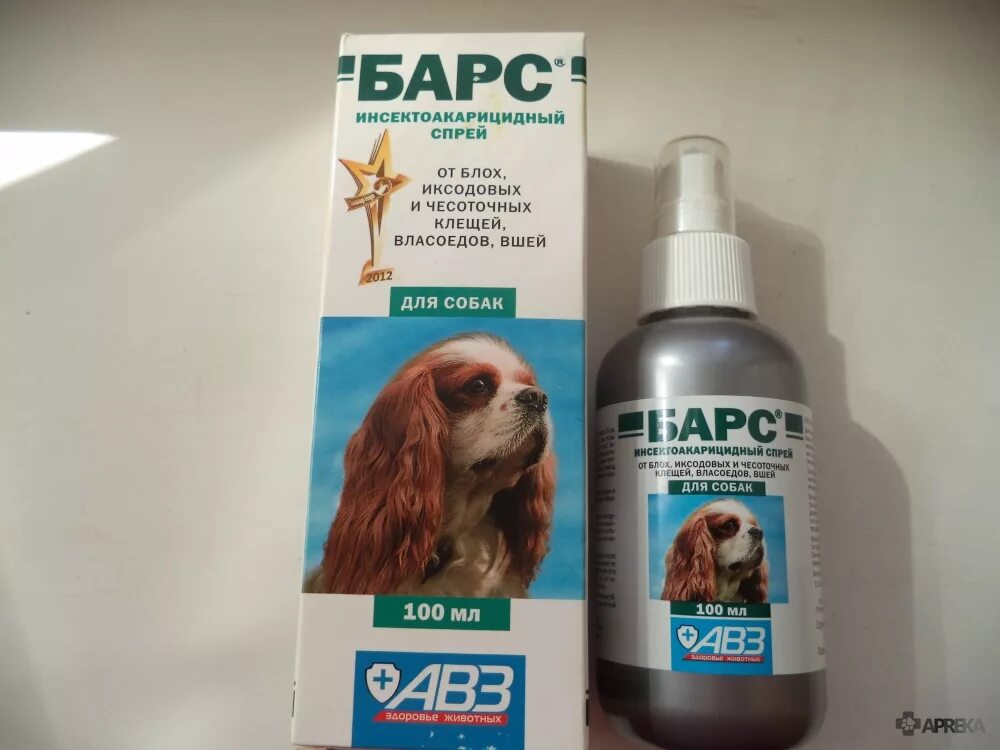 БАРС®
ИНСЕКТОАКАРИЦИДНЫЙ
СПРЕЙ
ОТ БЛОХ,
ИКСОДОВЫХ
И ЧЕСОТОЧНЫХ
КЛЕЩЕЙ,
ВЛАСОЕДОВ, ВШЕЙ
2012
ДЛЯ СОБАК
100 мл
АВЗ
здоровье животных
БАРС®
ИНСЕКТОАКАРИЦИДНЫЙ СПРЕЙ
ОТ БЛОХ, ИКСОДОВЫХ И ЧЕСОТОЧНЫХ
КЛЕЩЕЙ, ВЛАСОЕДОВ, ВШЕЙ
ДЛЯ СОБАК
100 мл
АВЗ
здоровье животных
APREKA